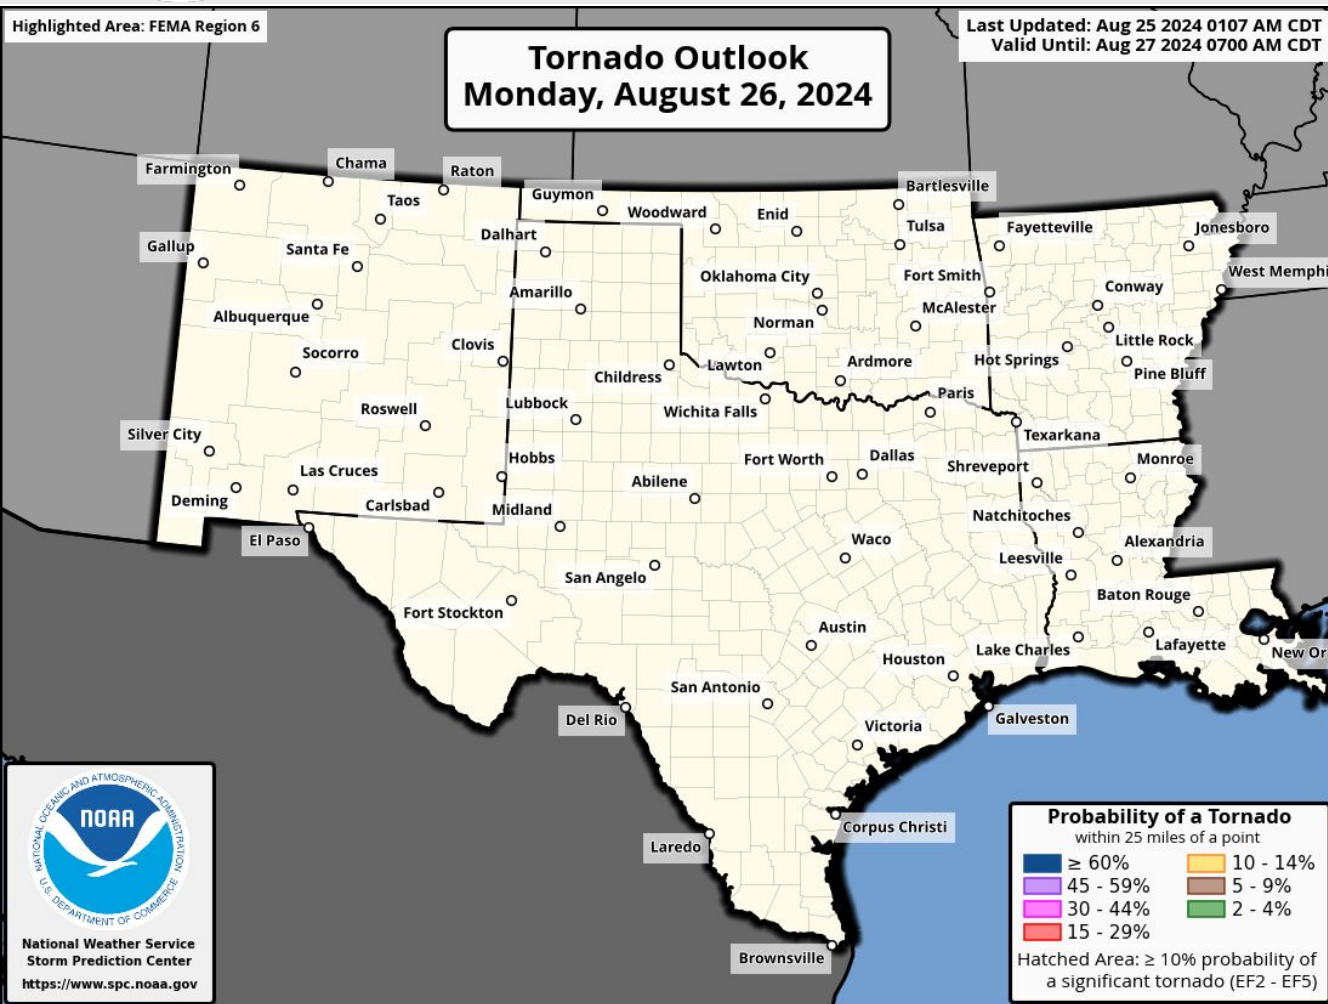 Highlighted Area: FEMA Region 6
Last Updated: Aug 25 2024 0107 AM CDT
Valid Until: Aug 27 2024 0700 AM CDT
Tornado Outlook
Monday, August 26, 2024
Farmington
Chama
Raton
Taos
Guymon
Woodward
Enid
Bartlesville
Tulsa
Fayetteville
Jonesboro
Gallup
Santa Fe
Dalhart
Oklahoma City
Fort Smith
West Memphi
Albuquerque
Amarillo
Norman
McAlester
Conway
Socorro
Clovis
Childress
Lawton
Ardmore
Hot Springs
Little Rock
Pine Bluff
Roswell
Lubbock
Wichita Falls
Paris
Texarkana
Silver City
Las Cruces
Hobbs
Abilene
Fort Worth
Dallas
Shreveport
Monroe
Deming
Carlsbad
Midland
Natchitoches
El Paso
San Angelo
Waco
Leesville
Alexandria
Fort Stockton
Baton Rouge
Austin
Houston
Lake Charles
Lafayette
New Or
San Antonio
Del Rio
Victoria
Galveston
Laredo
Corpus Christi
Brownsville
NATIONAL OCEANIC AND ATMOSPHERIC ADMINISTRATION
NOAA
U.S. DEPARTMENT OF COMMERCE
National Weather Service
Storm Prediction Center
https://www.spc.noaa.gov
Probability of a Tornado
within 25 miles of a point
≥ 60%
45 - 59%
30 - 44%
15 - 29%
10 - 14%
5 - 9%
2 - 4%
Hatched Area: ≥ 10% probability of
a significant tornado (EF2 - EF5)